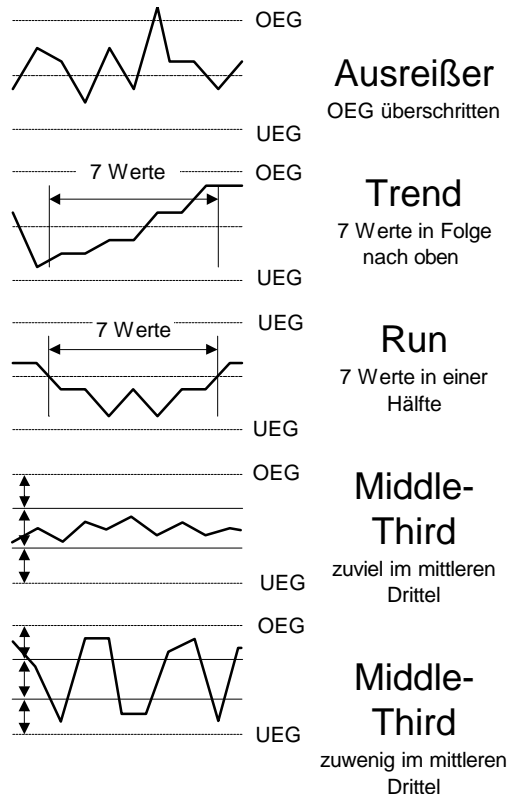 OEG
Ausreißer
OEG überschritten
UEG
7 Werte
OEG
Trend
7 Werte in Folge
nach oben
UEG
7 Werte
UEG
Run
7 Werte in einer
Hälfte
UEG
OEG
Middle-
Third
zuviel im mittleren
Drittel
UEG
OEG
Middle-
Third
UEG
zuwenig im mittleren
Drittel